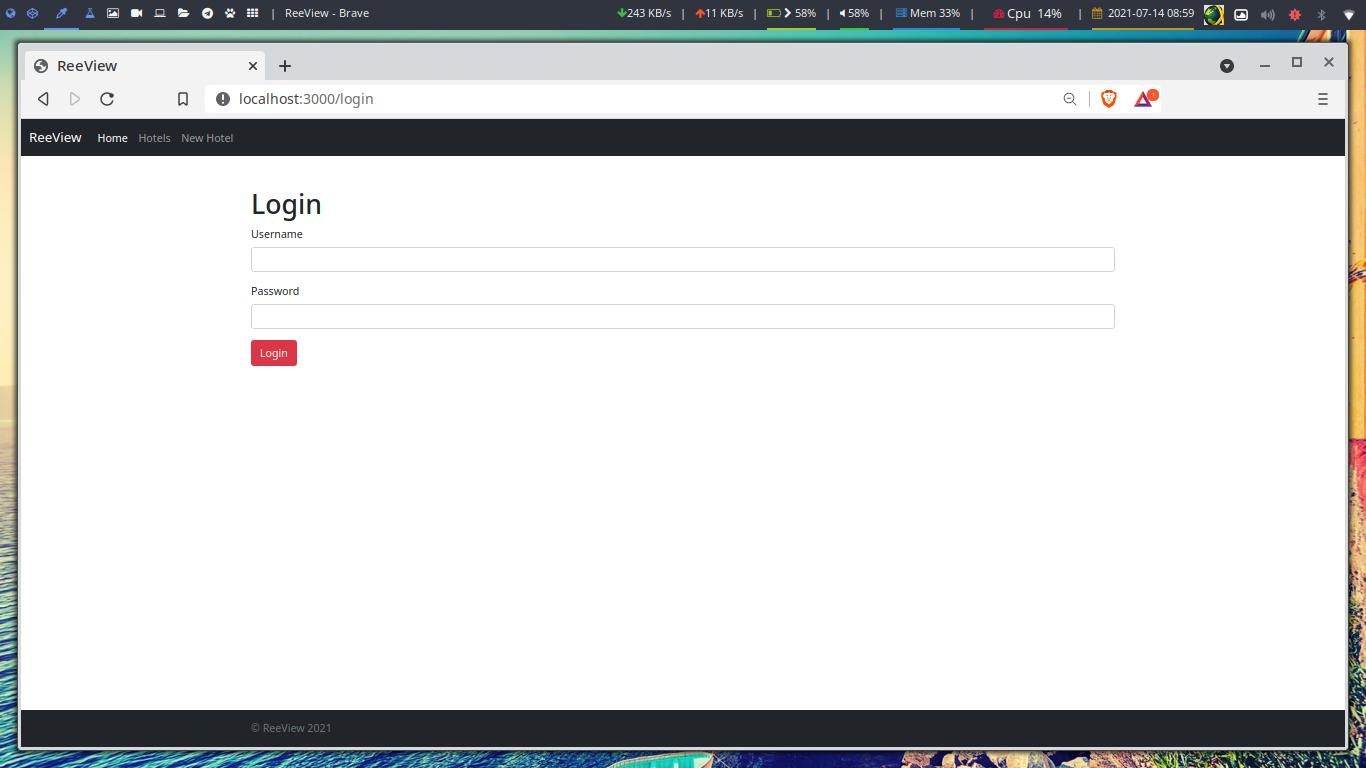 | ReeView - Brave 243 KB/s | 11 KB/s | 58% | 58% | Mem 33% | Cpu 14% | 2021-07-14 08:59
ReeView
localhost:3000/login
1
ReeView Home Hotels New Hotel
Login
Username
Password
Login
© ReeView 2021